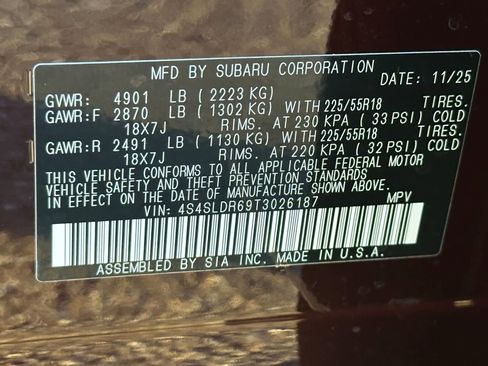 MFD BY SUBARU CORPORATION
DATE: 11/25
GVWR: 4901 LB ( 2223 KG)
GAWR:F 2870 LB ( 1302 KG) WITH 225/55R18 TIRES.
18X7J RIMS. AT 230 KPA ( 33 PSI) COLD
GAWR:R 2491 LB ( 1130 KG) WITH 225/55R18 TIRES.
18X7J RIMS. AT 220 KPA ( 32 PSI) COLD
THIS VEHICLE CONFORMS TO ALL APPLICABLE FEDERAL MOTOR
VEHICLE SAFETY AND THEFT PREVENTION STANDARDS
IN EFFECT ON THE DATE OF MANUFACTURE SHOWN ABOVE.
VIN: 4S4SLDR69T3026187 MPV
ASSEMBLED BY SIA INC. MADE IN U.S.A.